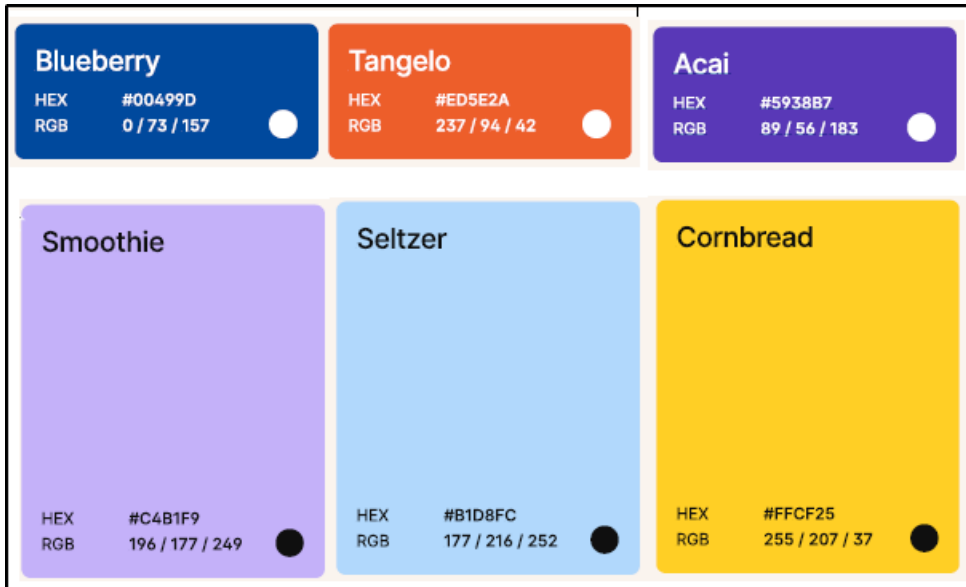 Blueberry
HEX #00499D
RGB 0 / 73 / 157
Tangelo
HEX #ED5E2A
RGB 237 / 94 / 42
Acai
HEX #5938B7
RGB 89 / 56 / 183
Smoothie
HEX #C4B1F9
RGB 196 / 177 / 249
Seltzer
HEX #B1D8FC
RGB 177 / 216 / 252
Cornbread
HEX #FFCF25
RGB 255 / 207 / 37